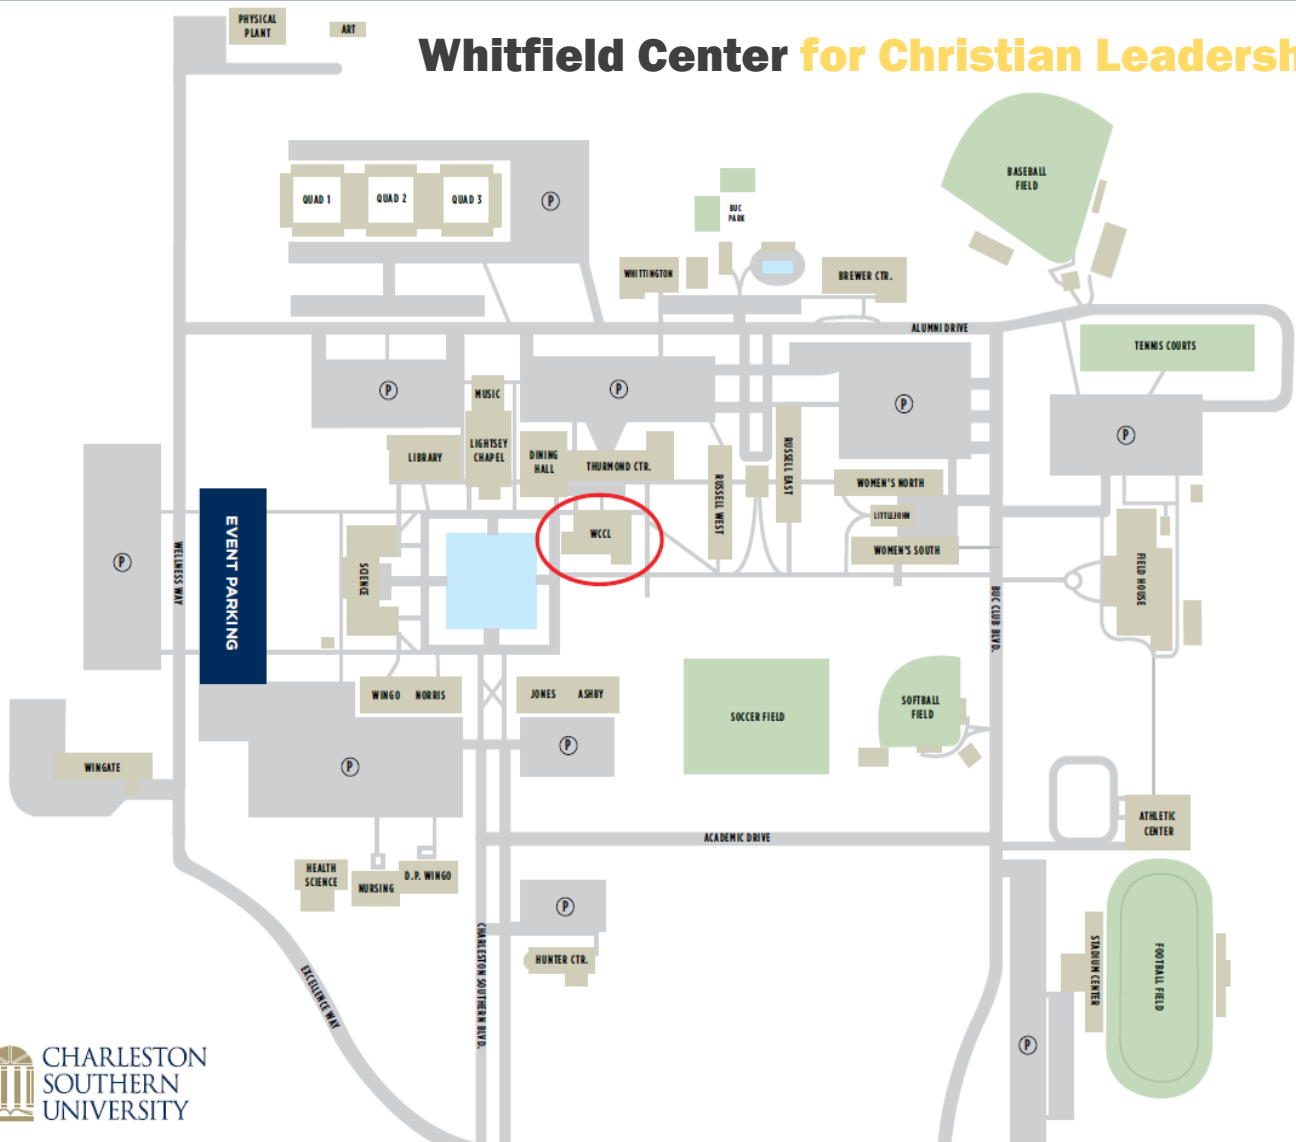 PHYSICAL
PLANT
ART
Whitfield Center for Christian Leadersh
BASEBALL
FIELD
QUAD 1
QUAD 2
QUAD 3
P
BUC
PARK
WHITTINGTON
BREWER CTR.
ALUMNI DRIVE
TENNIS COURTS
P
P
P
P
MUSIC
LIGHTSEY
CHAPEL
LIBRARY
DINING
HALL
THURMOND CTR.
RUSSELL WEST
RUSSELL EAST
WOMEN'S NORTH
LITTLEJOHN
WOMEN'S SOUTH
WCCL
EVENT PARKING
WELLNESS WAY
P
SCIENCE
BUC CLUB BLVD.
FIELD HOUSE
WINGO
NORRIS
JONES
ASHBY
SOCCER FIELD
SOFTBALL
FIELD
P
P
WINGATE
ACADEMIC DRIVE
ATHLETIC
CENTER
HEALTH
SCIENCE
NURSING
D.P. WINGO
P
HUNTER CTR.
CHARLESTON SOUTHERN BLVD.
EXCELLENCE WAY
STADIUM CENTER
FOOTBALL FIELD
P
CHARLESTON
SOUTHERN
UNIVERSITY